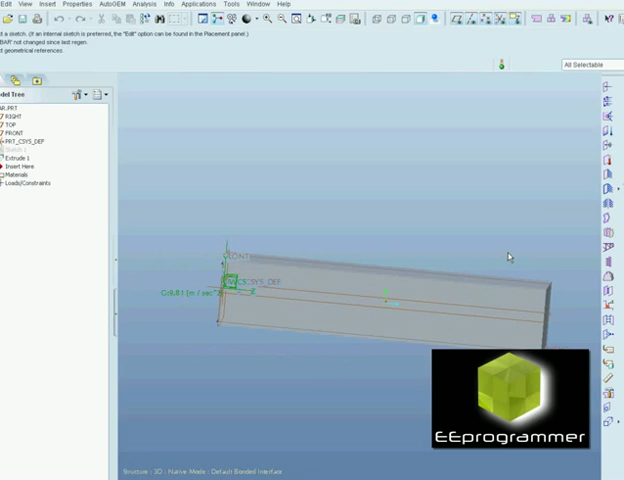 Edit View Insert Properties AutoGEM Analysis Info Applications Tools Window Help
t a sketch. (If an internal sketch is preferred, the "Edit" option can be found in the Placement panel.)
BAR" not changed since last regen.
ct geometrical references.
All Selectable
del Tree
AR.PRT
RIGHT
TOP
FRONT
PRT_CSYS_DEF
Sketch 1
Extrude 1
Insert Here
Materials
Loads/Constraints
CSYS_DEF
Structure : 3D : Native Mode : Default Bonded Interface
EEprogrammer